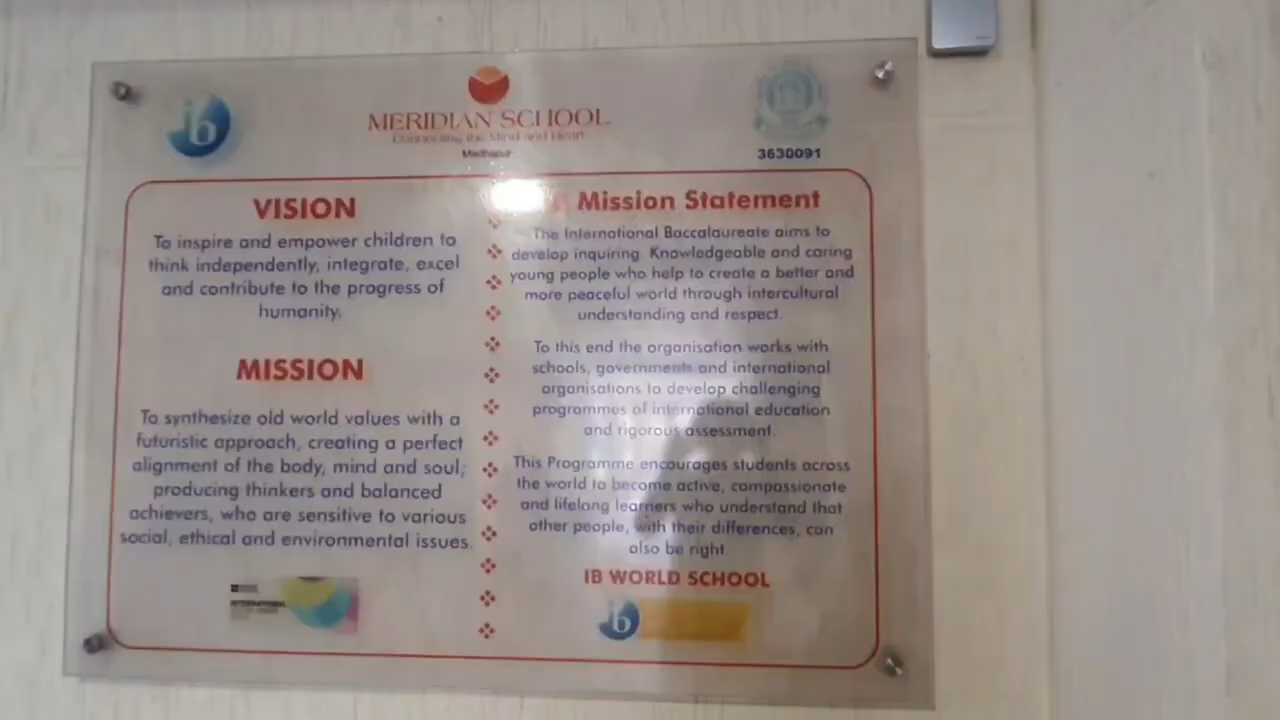 ib
MERIDIAN SCHOOL
Connecting the Mind and Heart
Madhapur
3630091
VISION
To inspire and empower children to
think independently, integrate, excel
and contribute to the progress of
humanity.
MISSION
To synthesize old world values with a
futuristic approach, creating a perfect
alignment of the body, mind and soul;
producing thinkers and balanced
achievers, who are sensitive to various
social, ethical and environmental issues.
INTERNATIONAL
Mission Statement
The International Baccalaureate aims to
develop inquiring. Knowledgeable and caring
young people who help to create a better and
more peaceful world through intercultural
understanding and respect.
To this end the organisation works with
schools, governments and international
organisations to develop challenging
programmes of international education
and rigorous assessment.
This Programme encourages students across
the world to become active, compassionate
and lifelong learners who understand that
other people, with their differences, can
also be right.
IB WORLD SCHOOL
ib